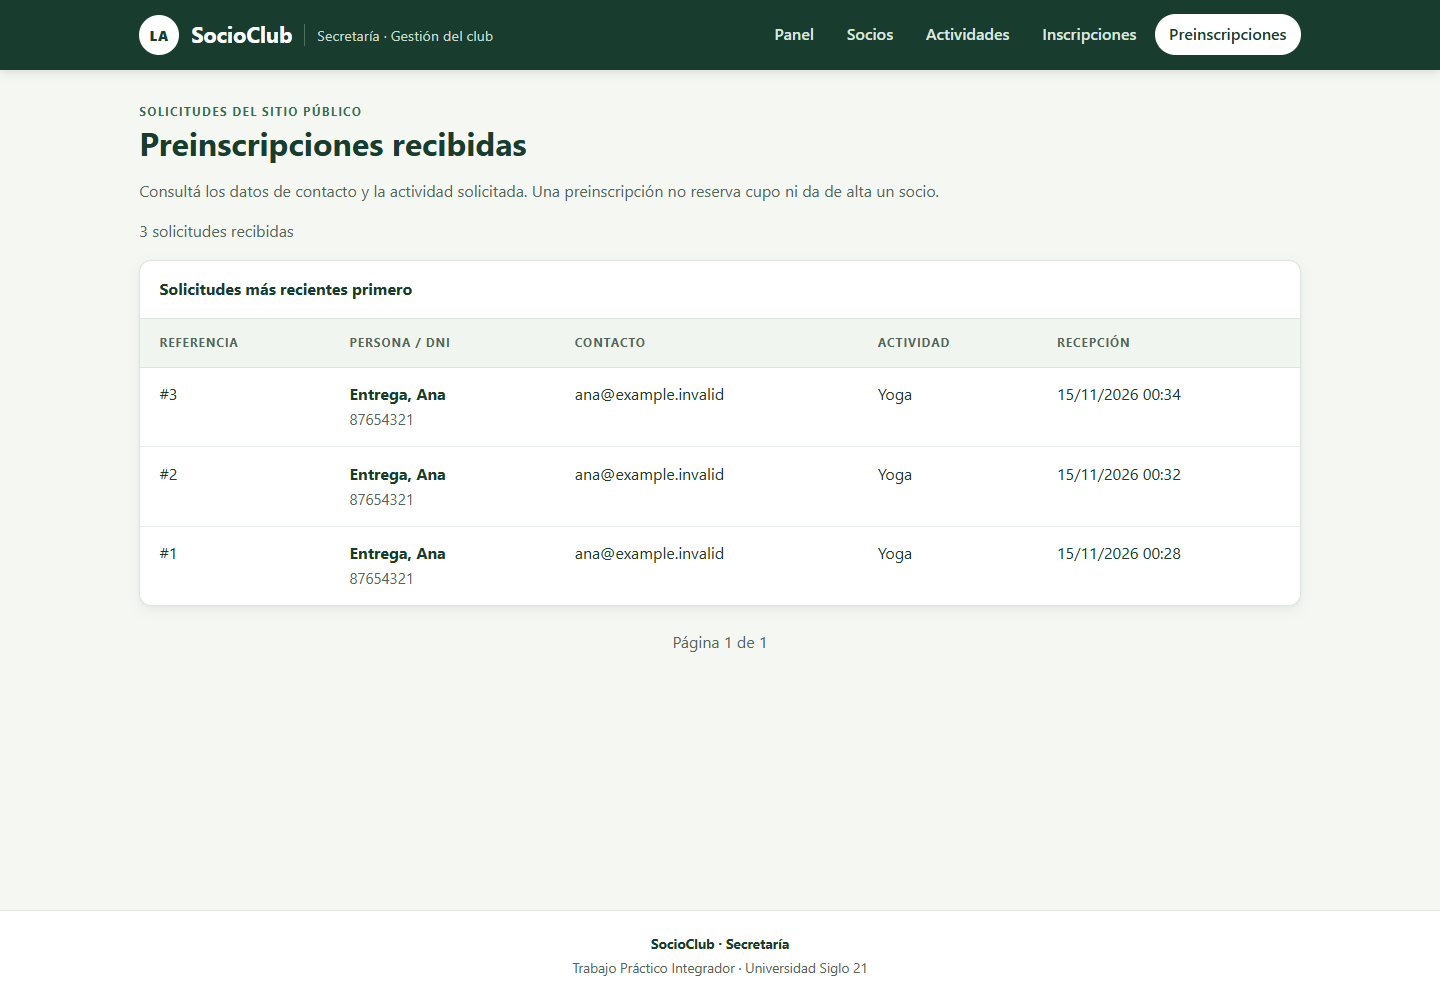 LA SocioClub Secretaría · Gestión del club Panel Socios Actividades Inscripciones Preinscripciones
SOLICITUDES DEL SITIO PÚBLICO
Preinscripciones recibidas
Consultá los datos de contacto y la actividad solicitada. Una preinscripción no reserva cupo ni da de alta un socio.
3 solicitudes recibidas
Solicitudes más recientes primero
REFERENCIA PERSONA / DNI CONTACTO ACTIVIDAD RECEPCIÓN
#3 Entrega, Ana ana@example.invalid Yoga 15/11/2026 00:34
87654321
#2 Entrega, Ana ana@example.invalid Yoga 15/11/2026 00:32
87654321
#1 Entrega, Ana ana@example.invalid Yoga 15/11/2026 00:28
87654321
Página 1 de 1
SocioClub · Secretaría
Trabajo Práctico Integrador · Universidad Siglo 21